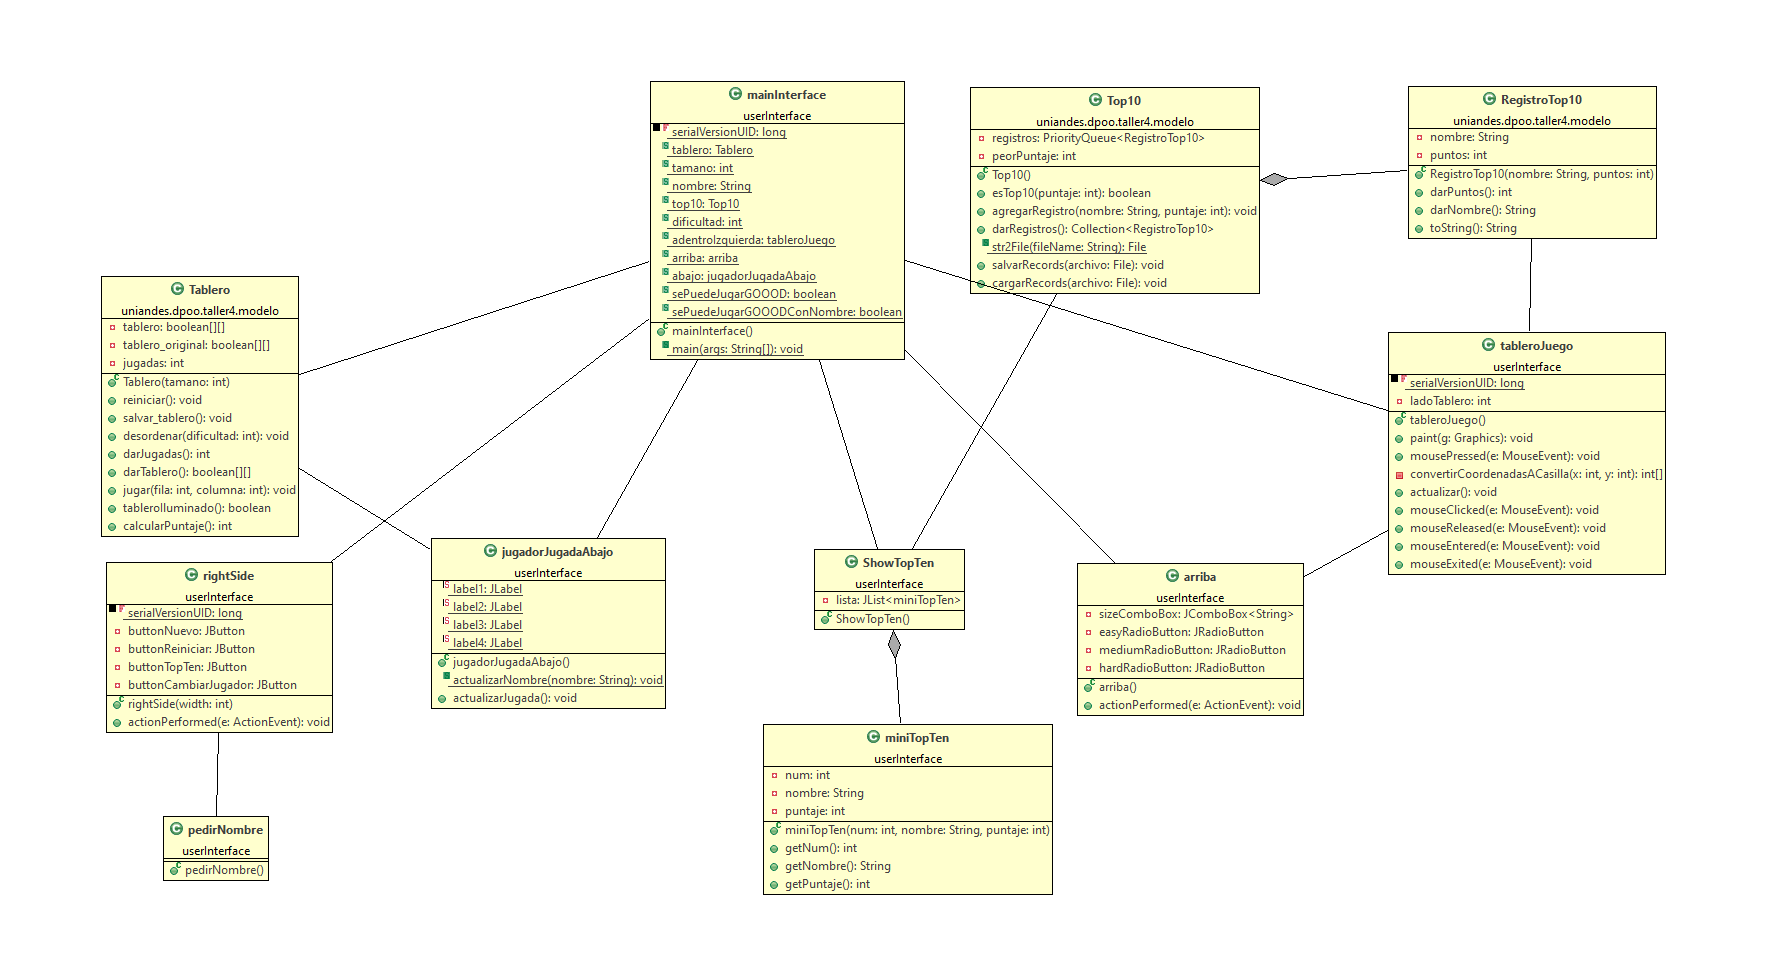 mainInterface
userInterface
serialVersionUID: long
tablero: Tablero
tamano: int
nombre: String
top10: Top10
dificultad: int
adentroIzquierda: tableroJuego
arriba: arriba
abajo: jugadorJugadaAbajo
sePuedeJugarGOOOD: boolean
sePuedeJugarGOOODConNombre: boolean
mainInterface()
main(args: String[]): void
Top10
uniandes.dpoo.taller4.modelo
registros: PriorityQueue<RegistroTop10>
peorPuntaje: int
Top10()
esTop10(puntaje: int): boolean
agregarRegistro(nombre: String, puntaje: int): void
darRegistros(): Collection<RegistroTop10>
str2File(fileName: String): File
salvarRecords(archivo: File): void
cargarRecords(archivo: File): void
RegistroTop10
uniandes.dpoo.taller4.modelo
nombre: String
puntos: int
RegistroTop10(nombre: String, puntos: int)
darPuntos(): int
darNombre(): String
toString(): String
Tablero
uniandes.dpoo.taller4.modelo
tablero: boolean[][]
tablero_original: boolean[][]
jugadas: int
Tablero(tamano: int)
reiniciar(): void
salvar_tablero(): void
desordenar(dificultad: int): void
darJugadas(): int
darTablero(): boolean[][]
jugar(fila: int, columna: int): void
tableroIluminado(): boolean
calcularPuntaje(): int
tableroJuego
userInterface
serialVersionUID: long
ladoTablero: int
tableroJuego()
paint(g: Graphics): void
mousePressed(e: MouseEvent): void
convertirCoordenadasACasilla(x: int, y: int): int[]
actualizar(): void
mouseClicked(e: MouseEvent): void
mouseReleased(e: MouseEvent): void
mouseEntered(e: MouseEvent): void
mouseExited(e: MouseEvent): void
rightSide
userInterface
serialVersionUID: long
buttonNuevo: JButton
buttonReiniciar: JButton
buttonTopTen: JButton
buttonCambiarJugador: JButton
rightSide(width: int)
actionPerformed(e: ActionEvent): void
jugadorJugadaAbajo
userInterface
label1: JLabel
label2: JLabel
label3: JLabel
label4: JLabel
jugadorJugadaAbajo()
actualizarNombre(nombre: String): void
actualizarJugada(): void
ShowTopTen
userInterface
lista: JList<miniTopTen>
ShowTopTen()
arriba
userInterface
sizeComboBox: JComboBox<String>
easyRadioButton: JRadioButton
mediumRadioButton: JRadioButton
hardRadioButton: JRadioButton
arriba()
actionPerformed(e: ActionEvent): void
miniTopTen
userInterface
num: int
nombre: String
puntaje: int
miniTopTen(num: int, nombre: String, puntaje: int)
getNum(): int
getNombre(): String
getPuntaje(): int
pedirNombre
userInterface
pedirNombre()